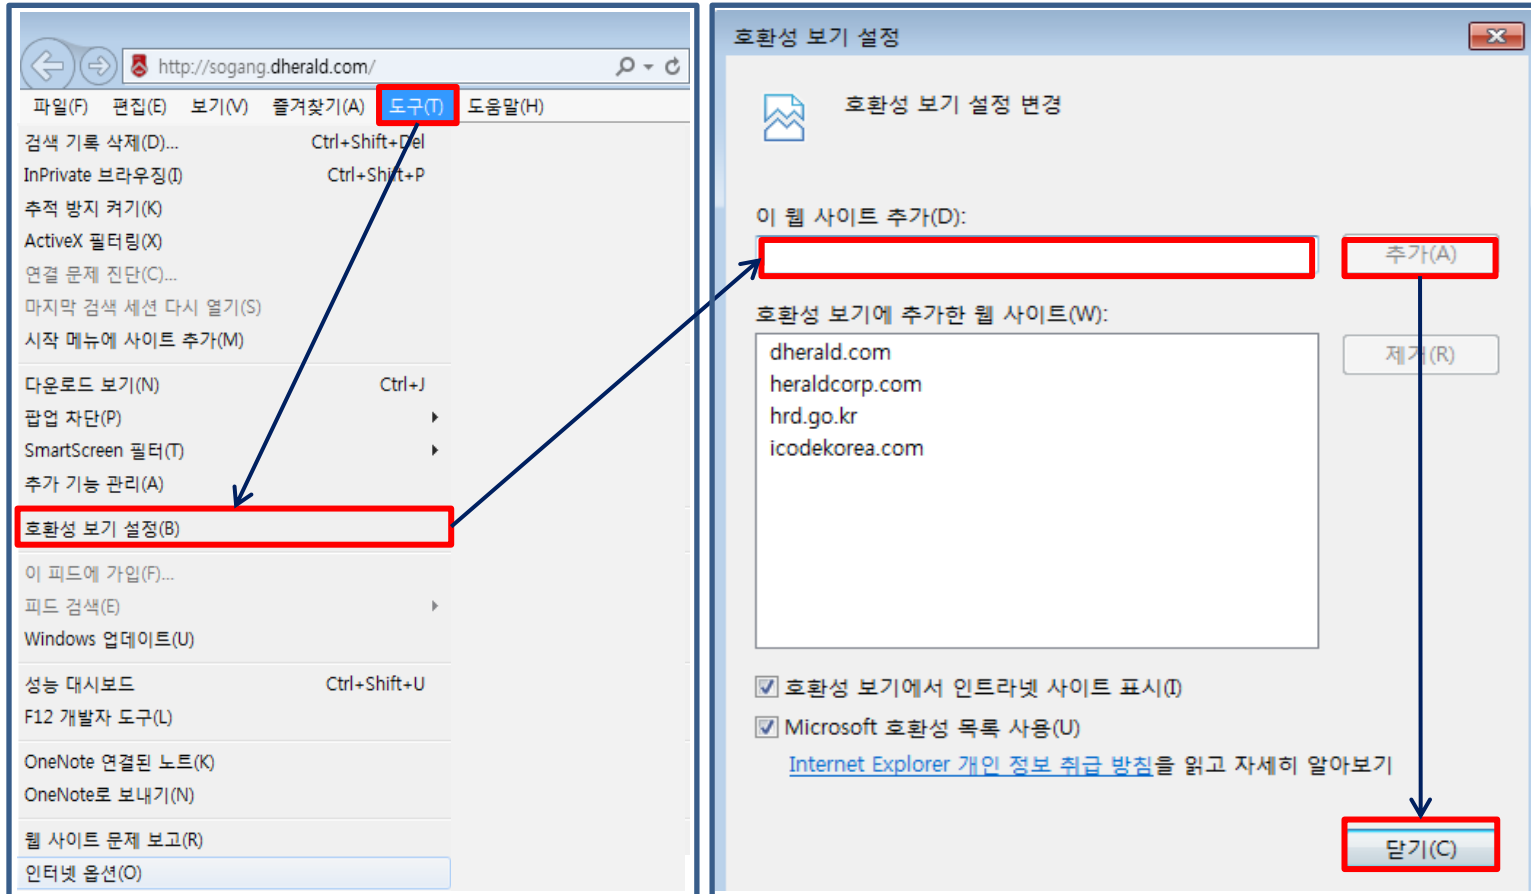 http://sogang.dherald.com/
파일(F) 편집(E) 보기(V) 즐겨찾기(A) 도구(T) 도움말(H)
검색 기록 삭제(D)... Ctrl+Shift+Del
InPrivate 브라우징(I) Ctrl+Shift+P
추적 방지 켜기(K)
ActiveX 필터링(X)
연결 문제 진단(C)...
마지막 검색 세션 다시 열기(S)
시작 메뉴에 사이트 추가(M)
다운로드 보기(N) Ctrl+J
팝업 차단(P)
SmartScreen 필터(T)
추가 기능 관리(A)
호환성 보기 설정(B)
이 피드에 가입(F)...
피드 검색(E)
Windows 업데이트(U)
성능 대시보드 Ctrl+Shift+U
F12 개발자 도구(L)
OneNote 연결된 노트(K)
OneNote로 보내기(N)
웹 사이트 문제 보고(R)
인터넷 옵션(O)
호환성 보기 설정
호환성 보기 설정 변경
이 웹 사이트 추가(D):
추가(A)
호환성 보기에 추가한 웹 사이트(W):
dherald.com
heraldcorp.com
hrd.go.kr
icodekorea.com
제거(R)
호환성 보기에서 인트라넷 사이트 표시(I)
Microsoft 호환성 목록 사용(U)
Internet Explorer 개인 정보 취급 방침을 읽고 자세히 알아보기
닫기(C)